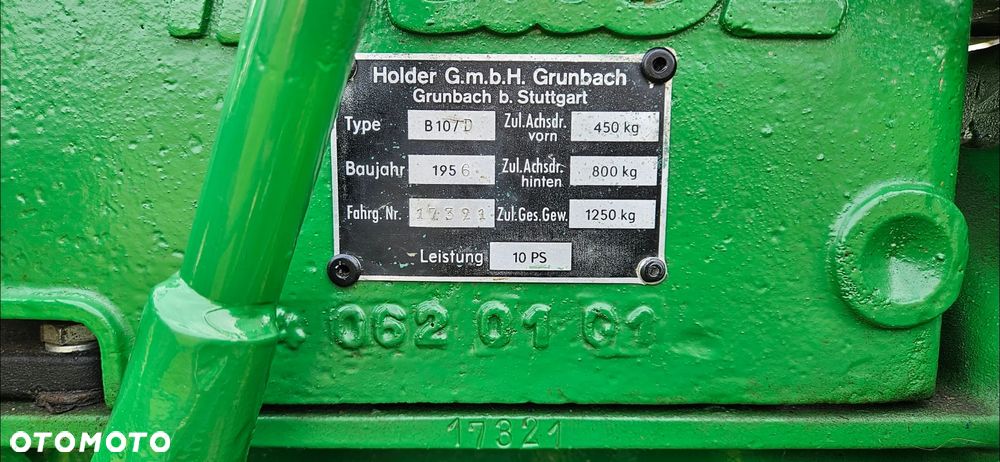 Holder G.m.b.H. Grunbach
Grunbach b. Stuttgart
Type B107D Zul.Achsdr. vorn 450 kg
Baujahr 1956 Zul.Achsdr. hinten 800 kg
Fahrg. Nr. 17321 Zul.Ges.Gew. 1250 kg
Leistung 10 PS
062 01 01
17321
OTOMOTO